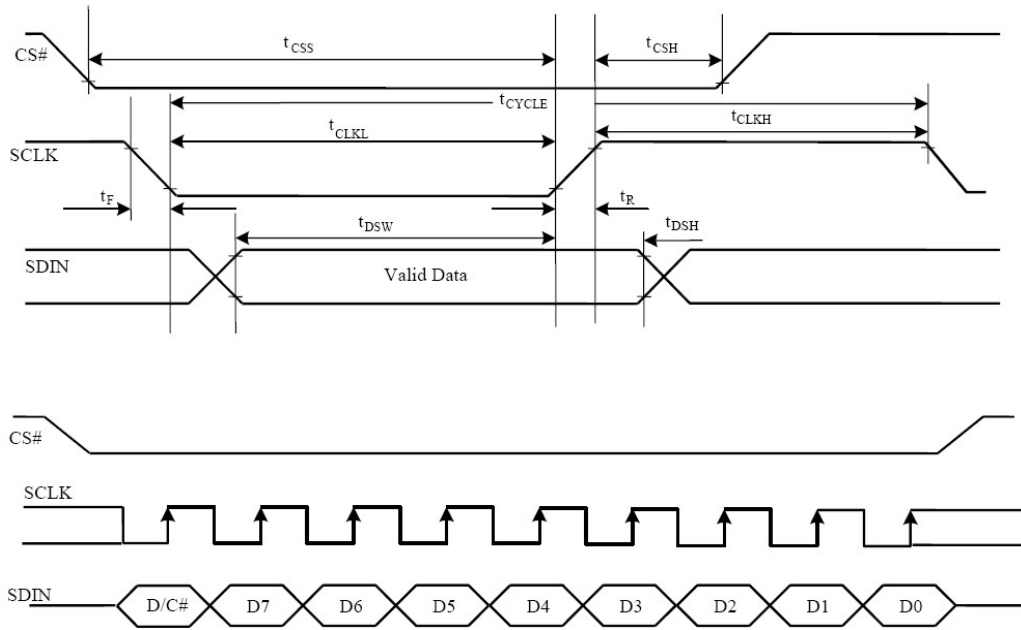 CS#
tCSS
tCSH
tCYCLE
tCLKL
tCLKH
SCLK
tF
tR
tDSW
tDSH
SDIN
Valid Data
CS#
SCLK
SDIN
D/C# D7 D6 D5 D4 D3 D2 D1 D0